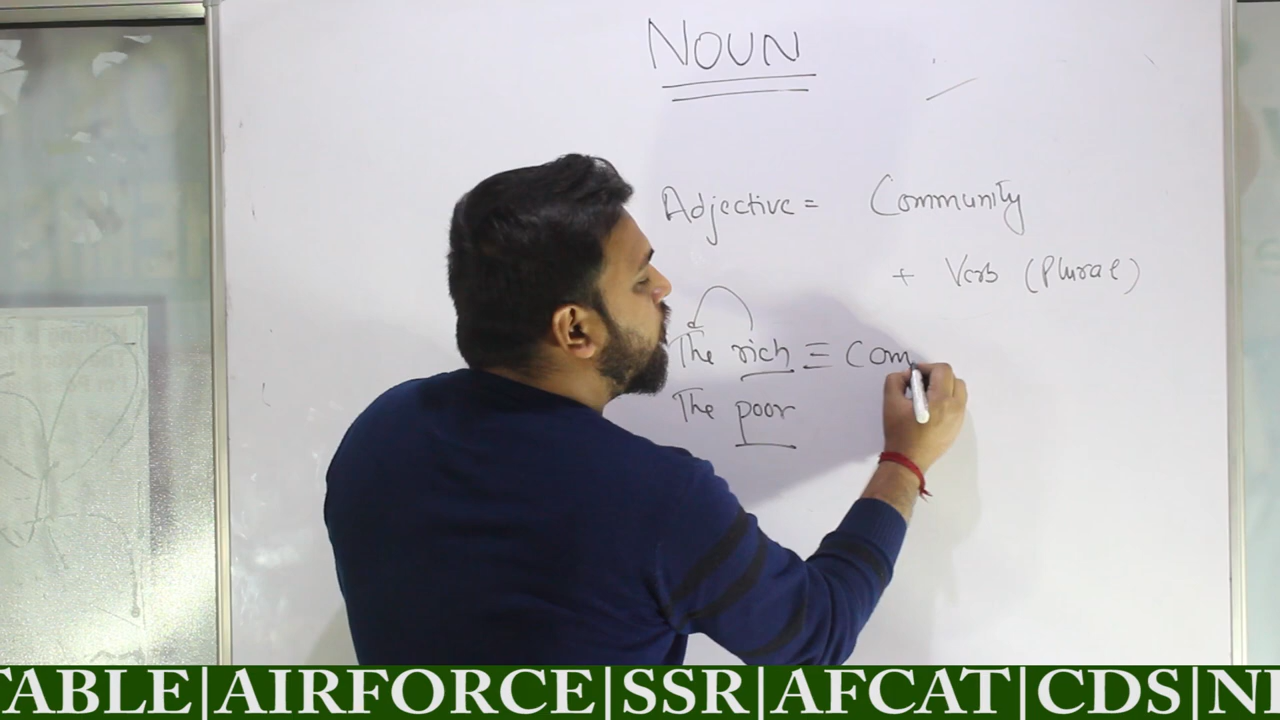 NOUN
Adjective = Community
+ Verb (Plural)
The rich ≡ Com
The poor
TABLE|AIRFORCE|SSR|AFCAT|CDS|N